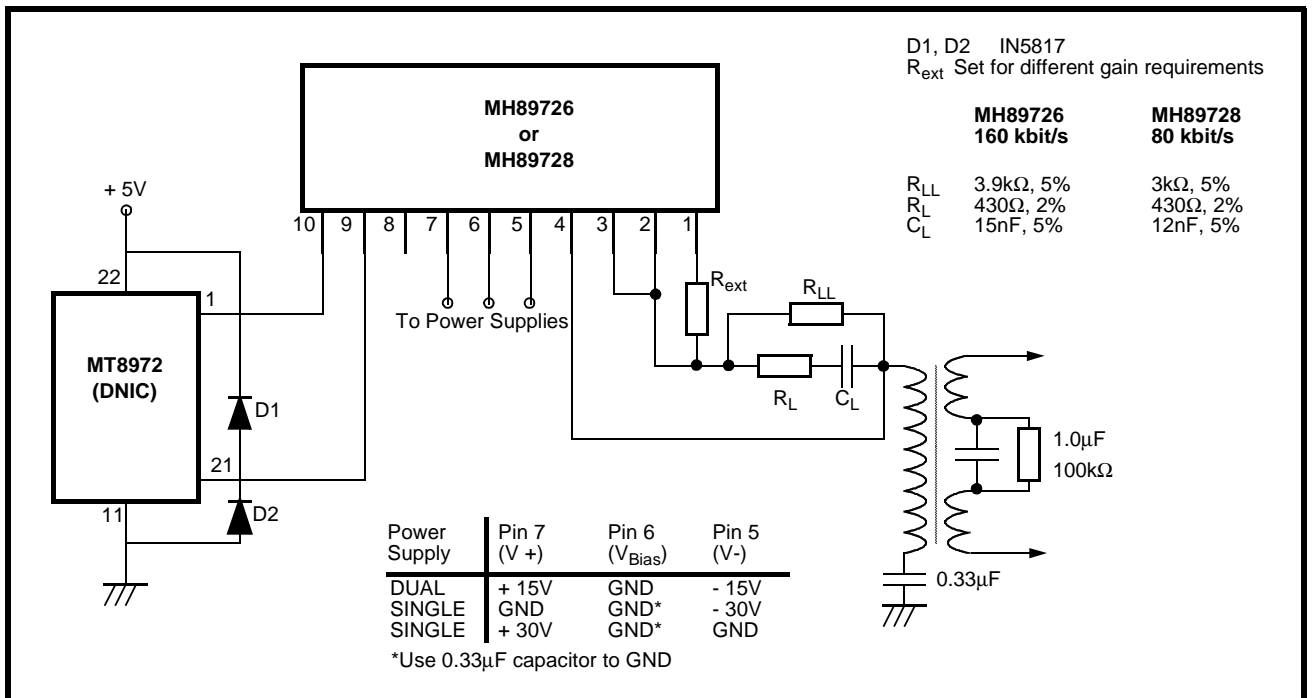 D1, D2 IN5817
Rext Set for different gain requirements
MH89726 MH89728
160 kbit/s 80 kbit/s
RLL 3.9kΩ, 5% 3kΩ, 5%
RL 430Ω, 2% 430Ω, 2%
CL 15nF, 5% 12nF, 5%
MH89726
or
MH89728
+ 5V
10 9 8 7 6 5 4 3 2 1
22
1
Rext
RLL
To Power Supplies
MT8972
(DNIC)
D1
RL CL
21
1.0μF
100kΩ
11
D2
Power Pin 7 Pin 6 Pin 5
Supply (V +) (VBias) (V-)
DUAL + 15V GND - 15V
SINGLE GND GND* - 30V
SINGLE + 30V GND* GND
*Use 0.33μF capacitor to GND
0.33μF